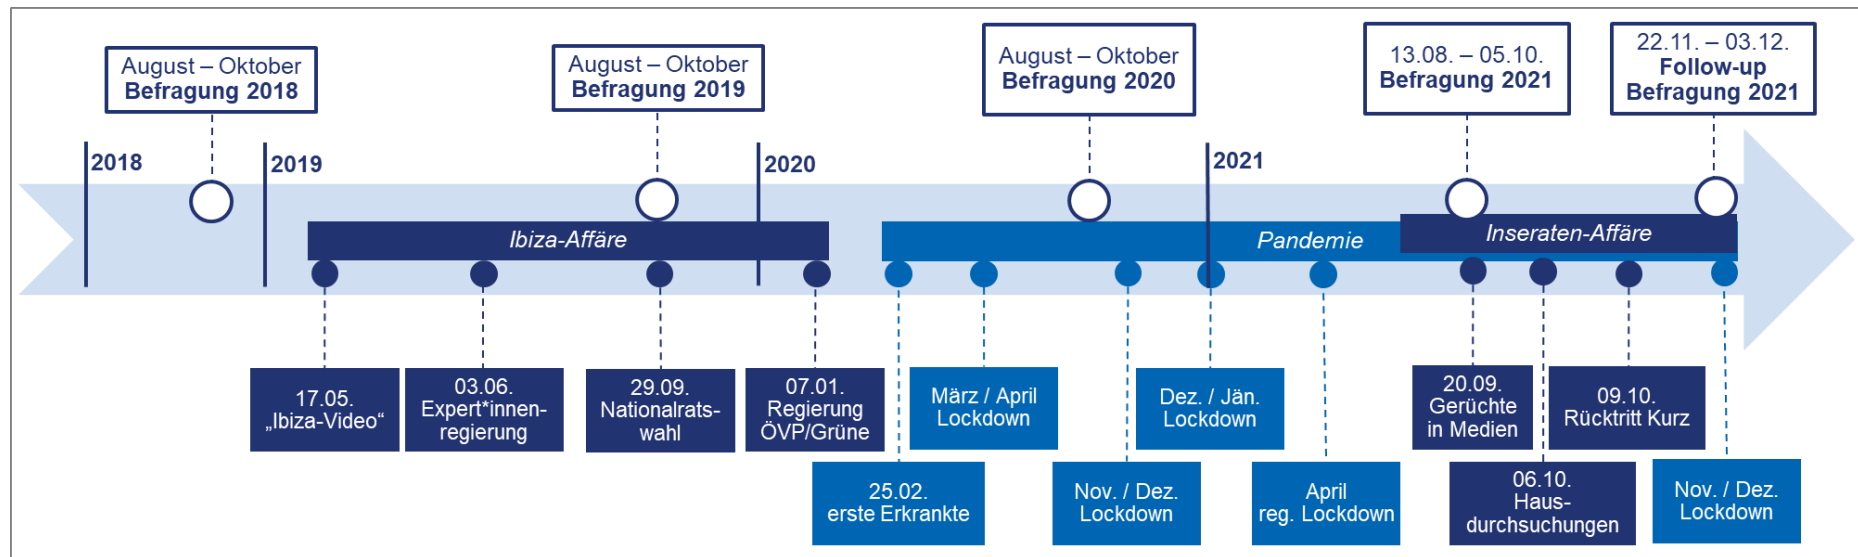 August – Oktober
Befragung 2018
August – Oktober
Befragung 2019
August – Oktober
Befragung 2020
13.08. – 05.10.
Befragung 2021
22.11. – 03.12.
Follow-up
Befragung 2021
2018
2019
2020
2021
Ibiza-Affäre
Pandemie
Inseraten-Affäre
17.05.
„Ibiza-Video“
03.06.
Expert*innen-
regierung
29.09.
Nationalrats-
wahl
07.01.
Regierung
ÖVP/Grüne
25.02.
erste Erkrankte
März / April
Lockdown
Nov. / Dez.
Lockdown
Dez. / Jän.
Lockdown
April
reg. Lockdown
20.09.
Gerüchte
in Medien
06.10.
Haus-
durchsuchungen
09.10.
Rücktritt Kurz
Nov. / Dez.
Lockdown